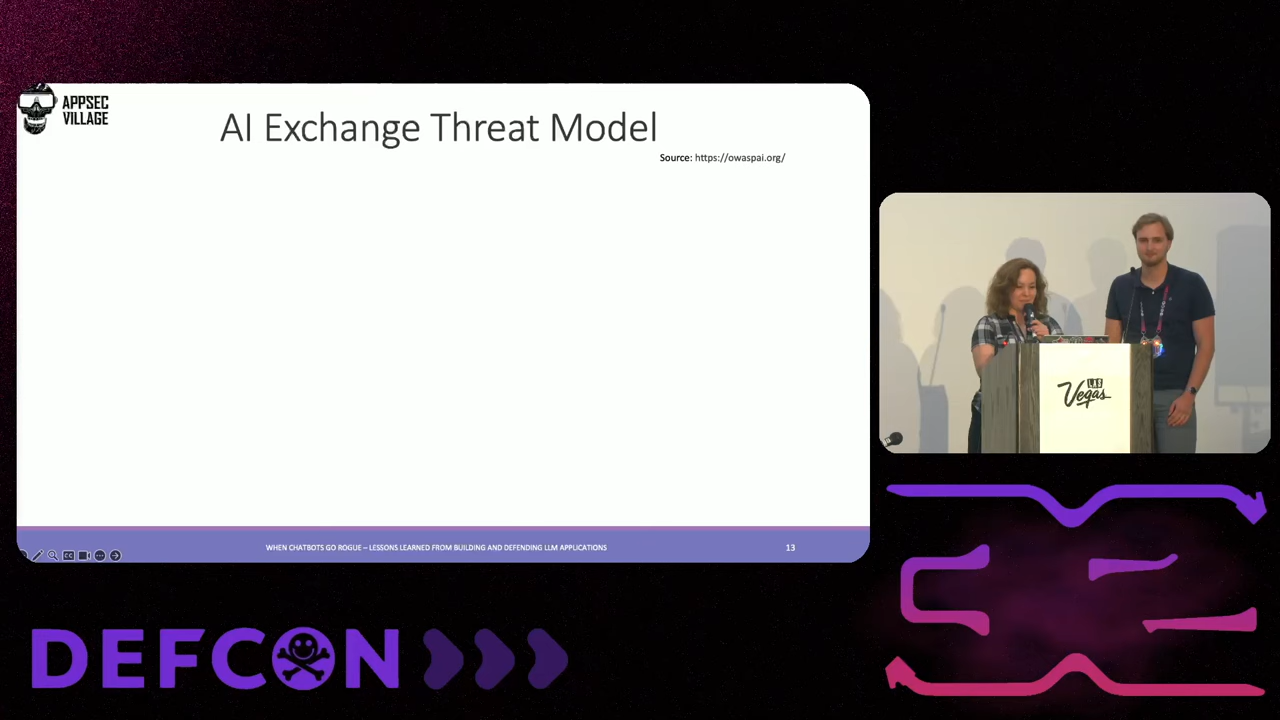 APPSEC
VILLAGE
AI Exchange Threat Model
Source: https://owaspai.org/
WHEN CHATBOTS GO ROGUE – LESSONS LEARNED FROM BUILDING AND DEFENDING LLM APPLICATIONS
13
LAS
Vegas
DEFCON